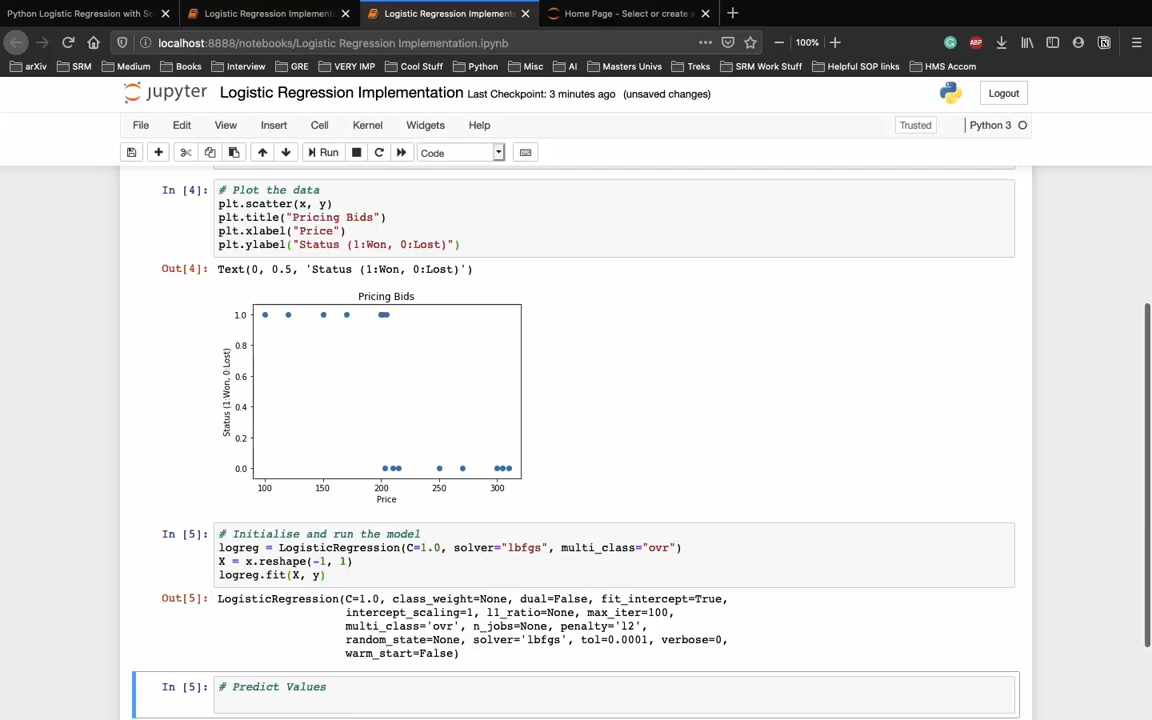 Python Logistic Regression with Sc
Logistic Regression Implementat
Logistic Regression Implementat
Home Page - Select or create a
localhost:8888/notebooks/Logistic Regression Implementation.ipynb
100%
ABP
arXiv SRM Medium Books Interview GRE VERY IMP Cool Stuff Python Misc AI Masters Univs Treks SRM Work Stuff Helpful SOP links HMS Accom
jupyter Logistic Regression Implementation Last Checkpoint: 3 minutes ago (unsaved changes) Logout
File Edit View Insert Cell Kernel Widgets Help Trusted Python 3
Run Code
In [4]: # Plot the data
plt.scatter(x, y)
plt.title("Pricing Bids")
plt.xlabel("Price")
plt.ylabel("Status (1:Won, 0:Lost)")
Out[4]: Text(0, 0.5, 'Status (1:Won, 0:Lost)')
Pricing Bids
1.0
0.8
0.6
0.4
0.2
0.0
Status (1:Won, 0:Lost)
100 150 200 250 300
Price
In [5]: # Initialise and run the model
logreg = LogisticRegression(C=1.0, solver="lbfgs", multi_class="ovr")
X = x.reshape(-1, 1)
logreg.fit(X, y)
Out[5]: LogisticRegression(C=1.0, class_weight=None, dual=False, fit_intercept=True,
intercept_scaling=1, l1_ratio=None, max_iter=100,
multi_class='ovr', n_jobs=None, penalty='l2',
random_state=None, solver='lbfgs', tol=0.0001, verbose=0,
warm_start=False)
In [5]: # Predict Values